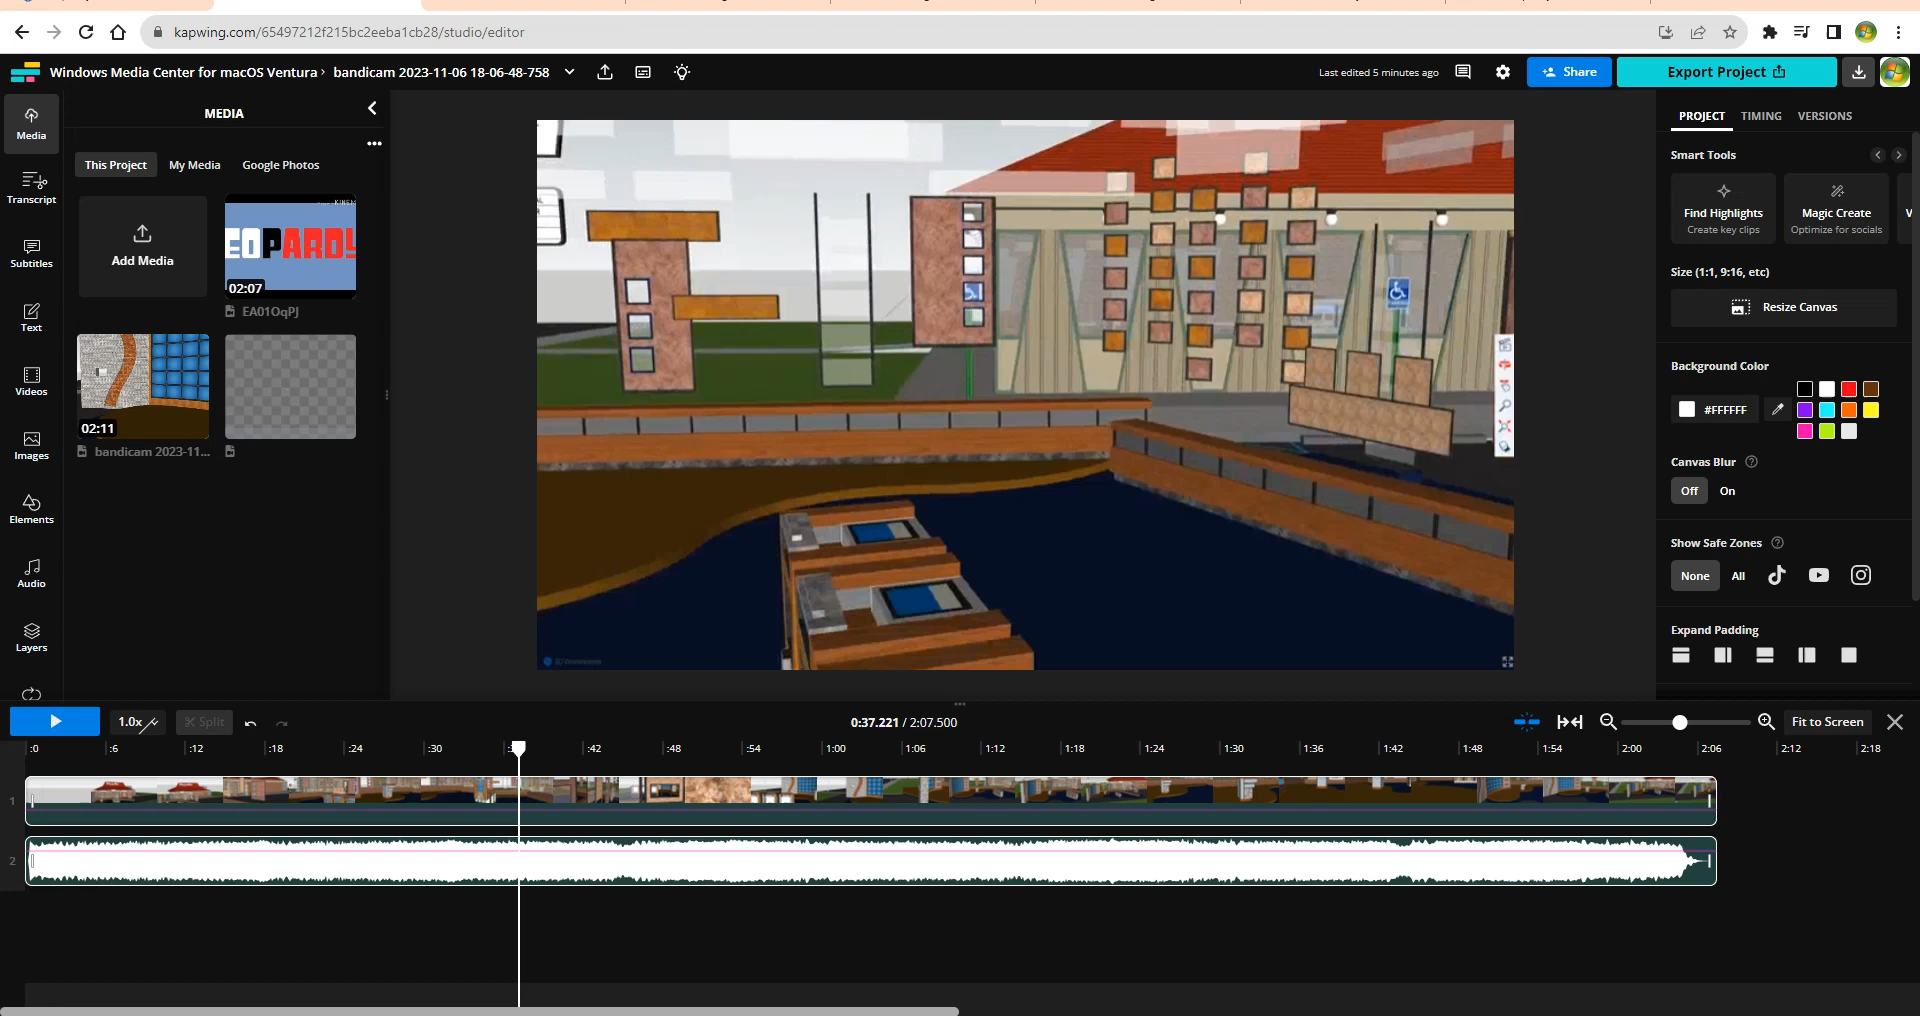 kapwing.com/65497212f215bc2eeba1cb28/studio/editor
Windows Media Center for macOS Ventura › bandicam 2023-11-06 18-06-48-758
Last edited 5 minutes ago
Share
Export Project
Media
Transcript
Subtitles
Text
Videos
Images
Elements
Audio
Layers
MEDIA
This Project
My Media
Google Photos
Add Media
EOPARDY
02:07
EA01OqPJ
02:11
bandicam 2023-11...
PROJECT
TIMING
VERSIONS
Smart Tools
Find Highlights
Create key clips
Magic Create
Optimize for socials
V
Size (1:1, 9:16, etc)
Resize Canvas
Background Color
#FFFFFF
Canvas Blur
Off
On
Show Safe Zones
None
All
Expand Padding
1.0x
Split
0:37.221 / 2:07.500
Fit to Screen
:0 :6 :12 :18 :24 :30 :42 :48 :54 1:00 1:06 1:12 1:18 1:24 1:30 1:36 1:42 1:48 1:54 2:00 2:06 2:12 2:18
1
2